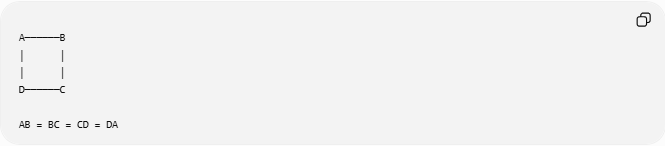 A──────B
│      │
│      │
D──────C
AB = BC = CD = DA